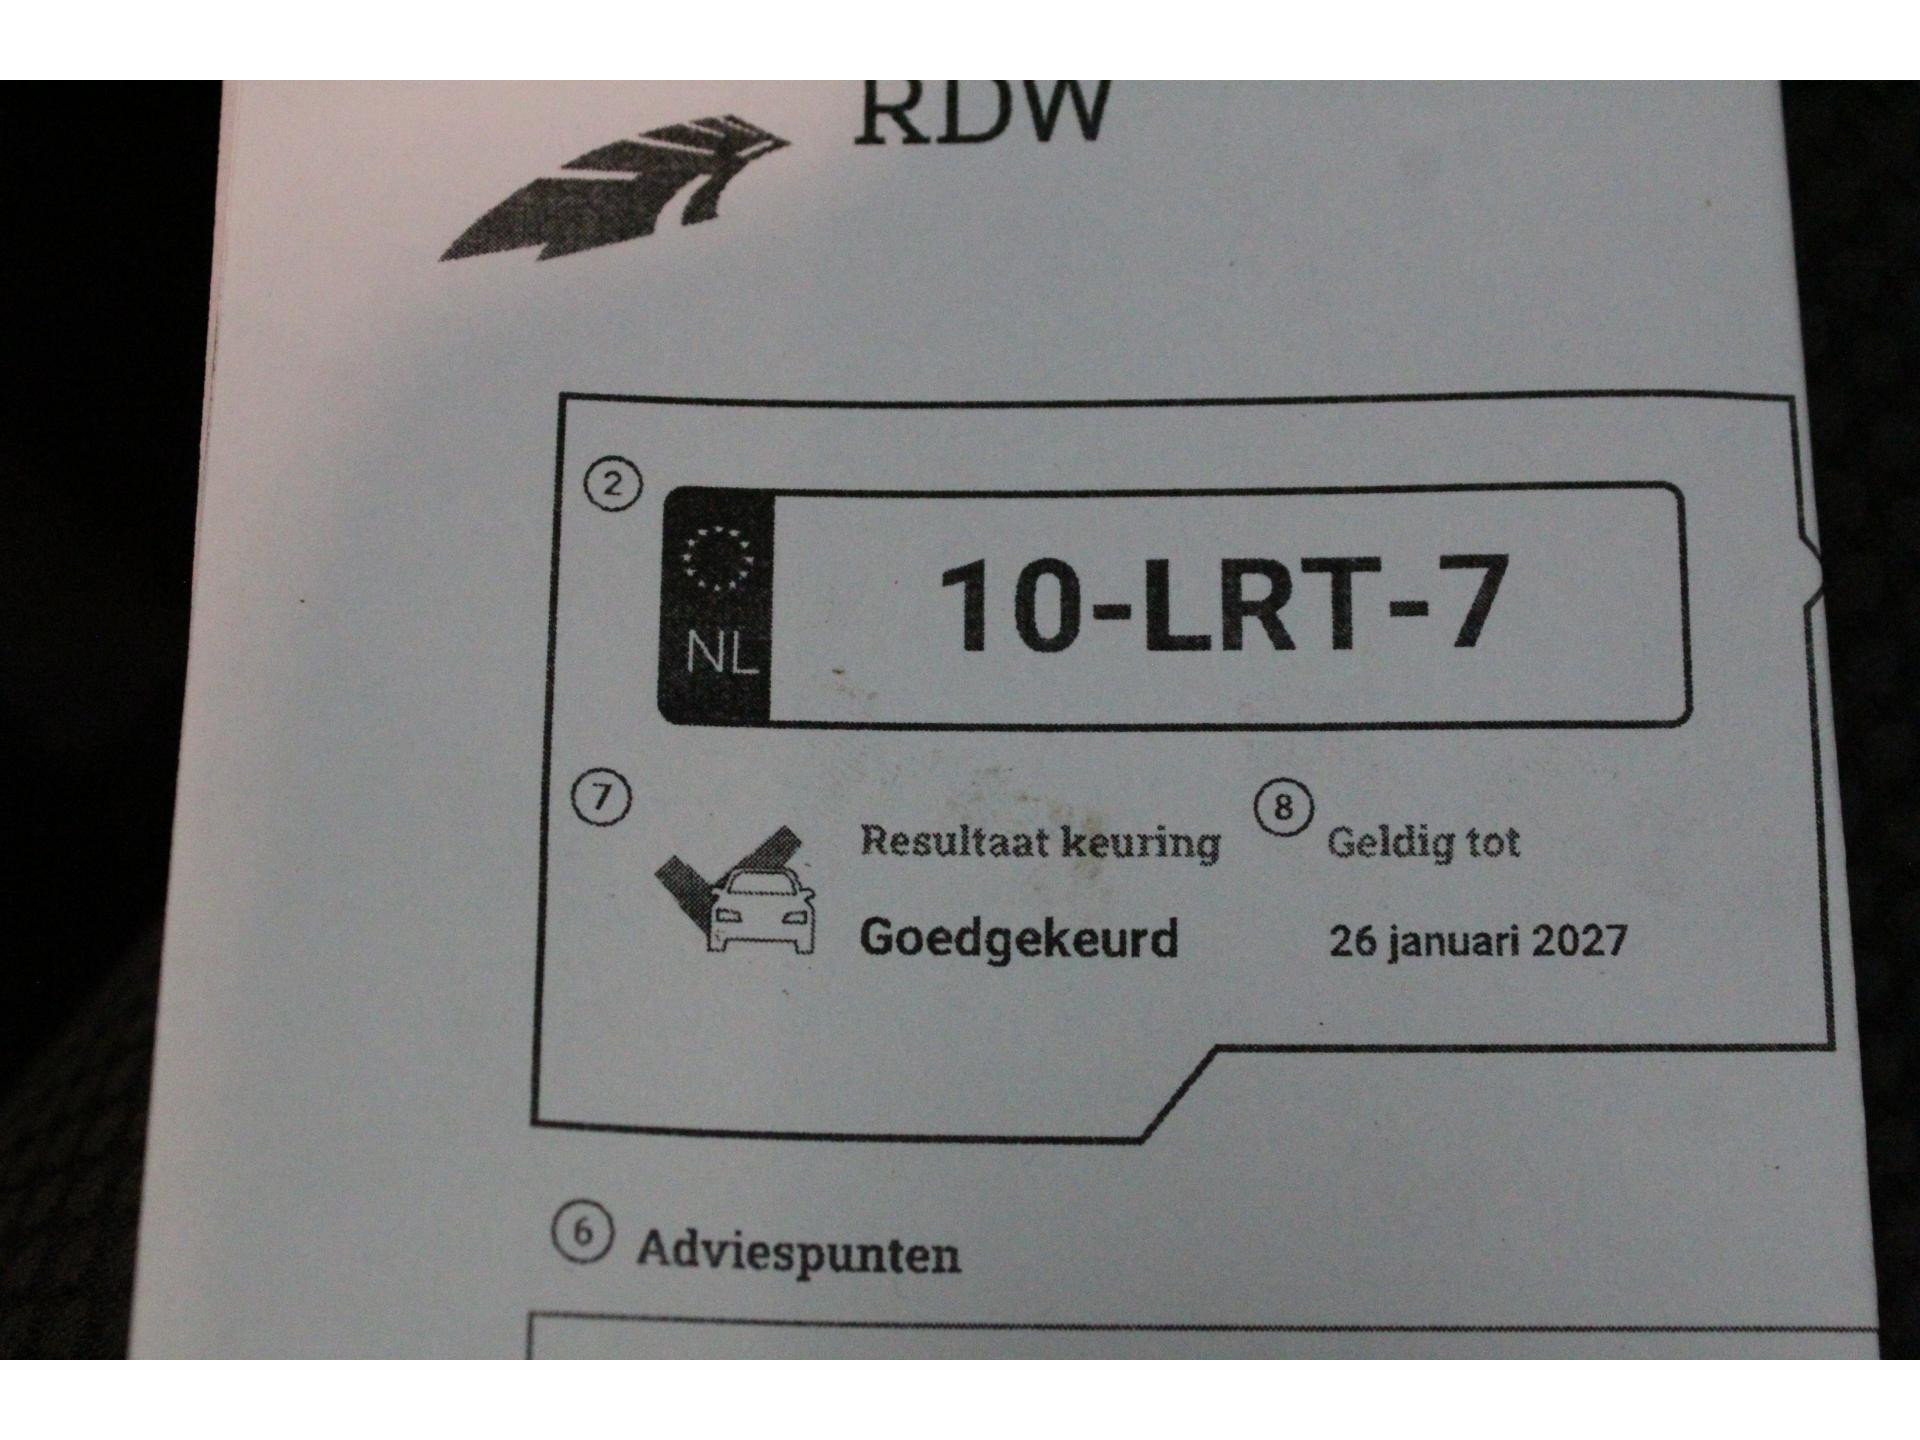 RDW
2
NL
10-LRT-7
7
Resultaat keuring
8
Geldig tot
Goedgekeurd
26 januari 2027
6
Adviespunten